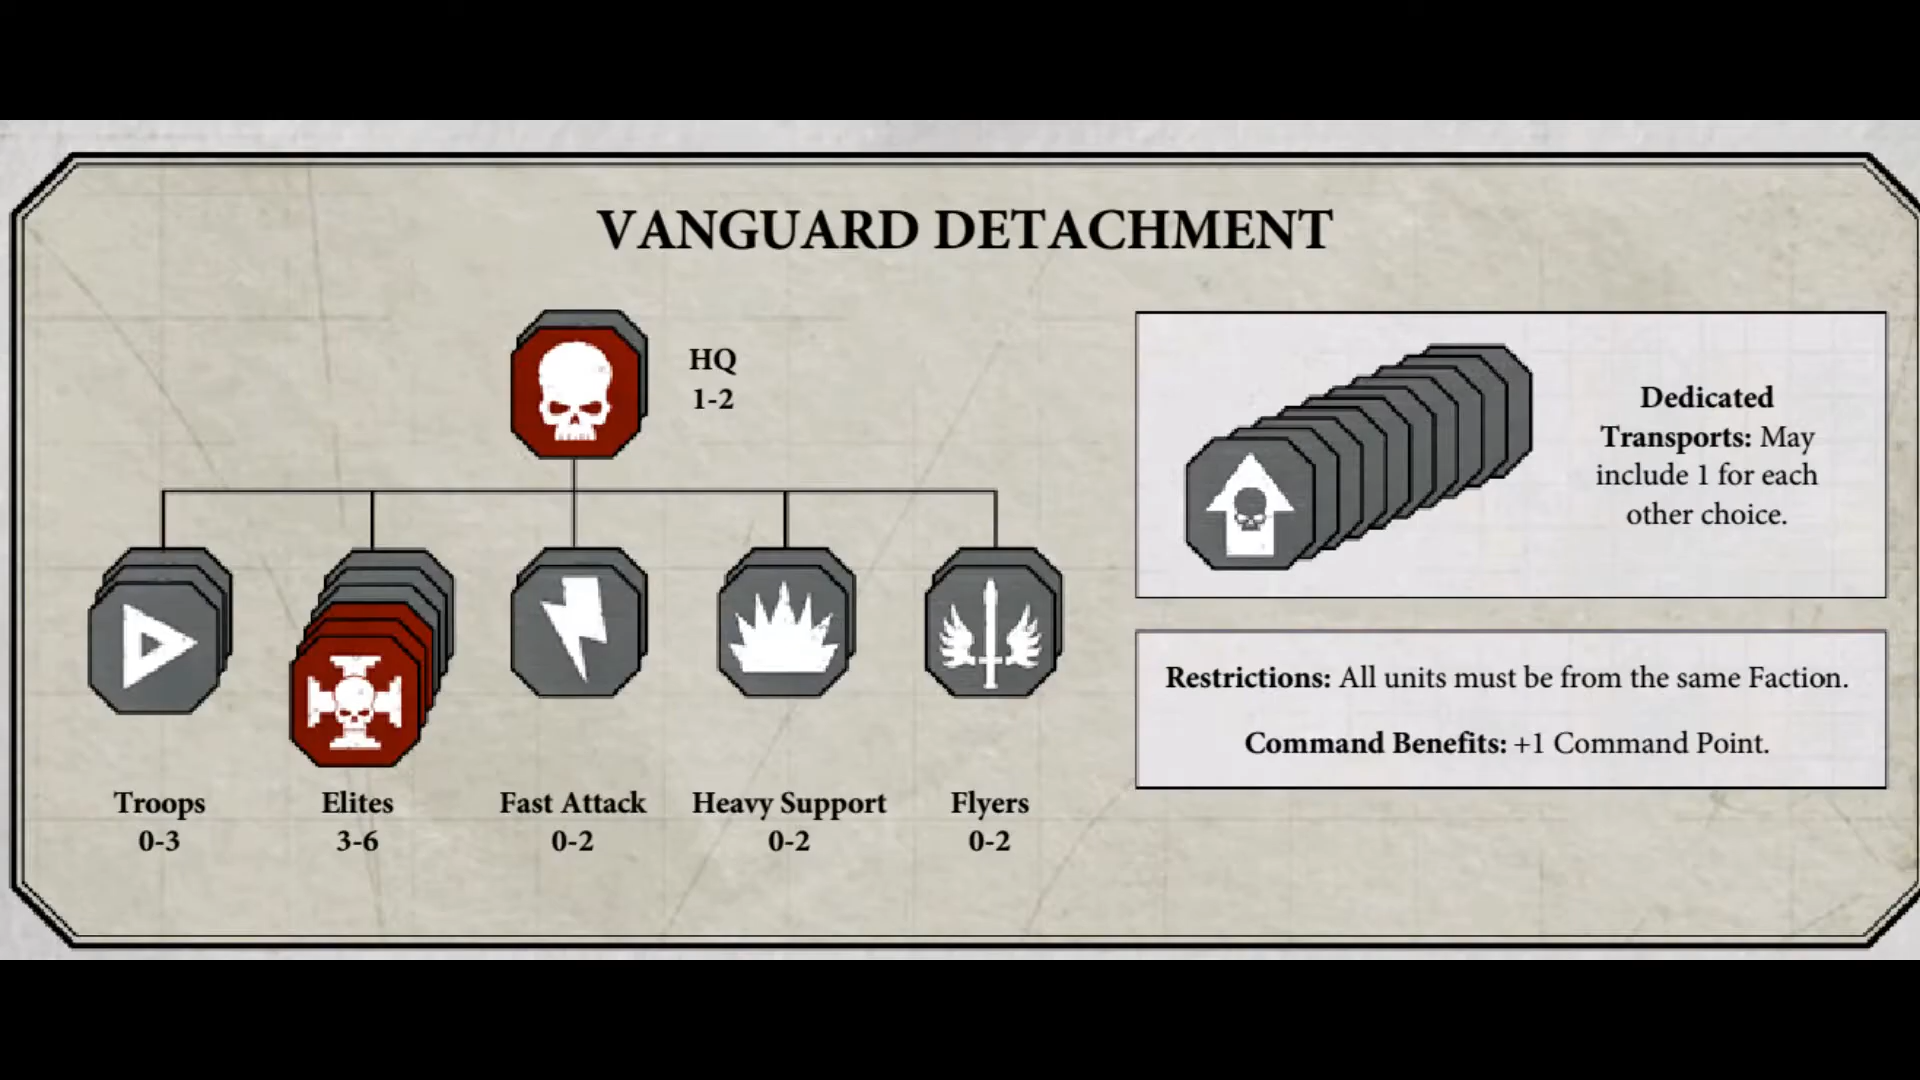 VANGUARD DETACHMENT
HQ
1-2
Troops
0-3
Elites
3-6
Fast Attack
0-2
Heavy Support
0-2
Flyers
0-2
Dedicated
Transports: May
include 1 for each
other choice.
Restrictions: All units must be from the same Faction.
Command Benefits: +1 Command Point.